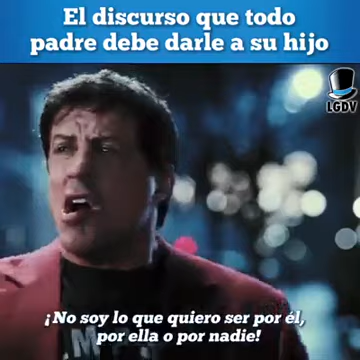 El discurso que todo
padre debe darle a su hijo
LGDV
¡No soy lo que quiero ser por él,
por ella o por nadie!